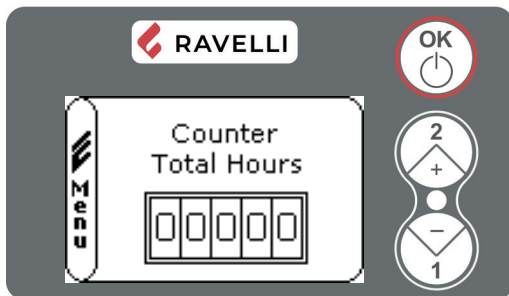 RAVELLI
OK
Counter
Total Hours
00000
Menu
2
+
−
1